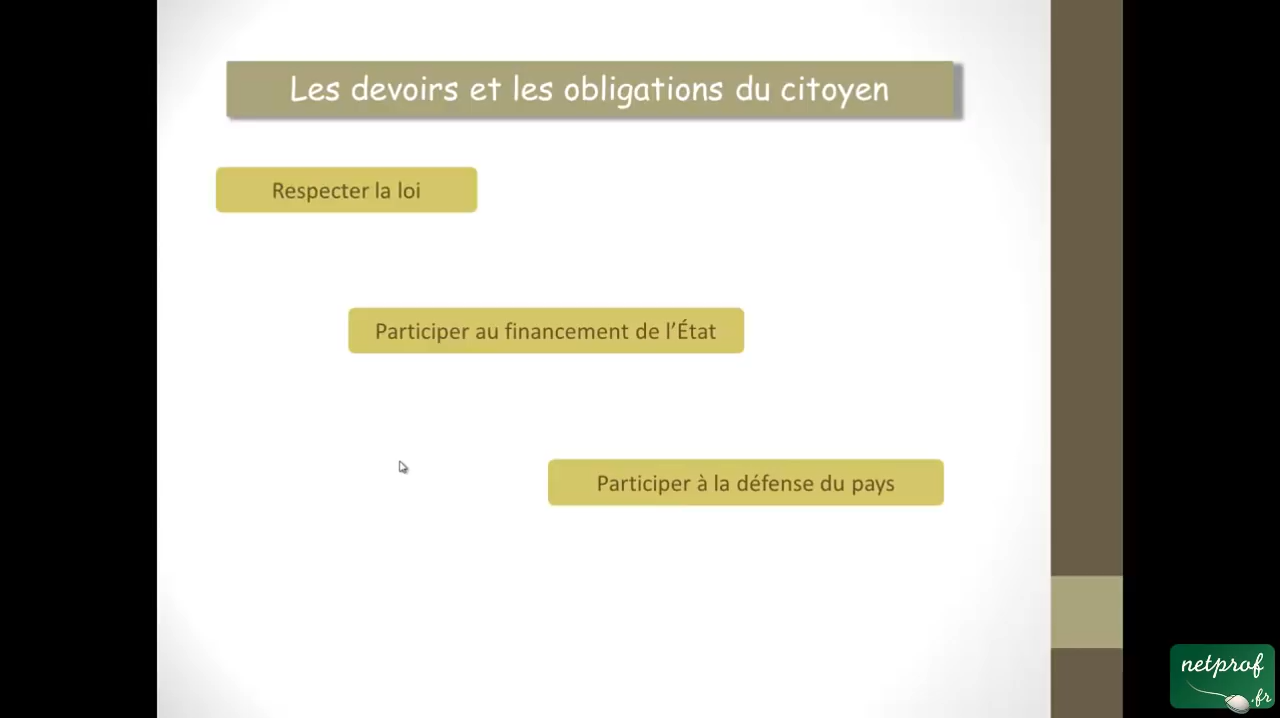 Les devoirs et les obligations du citoyen
Respecter la loi
Participer au financement de l’État
Participer à la défense du pays
netprof
.fr